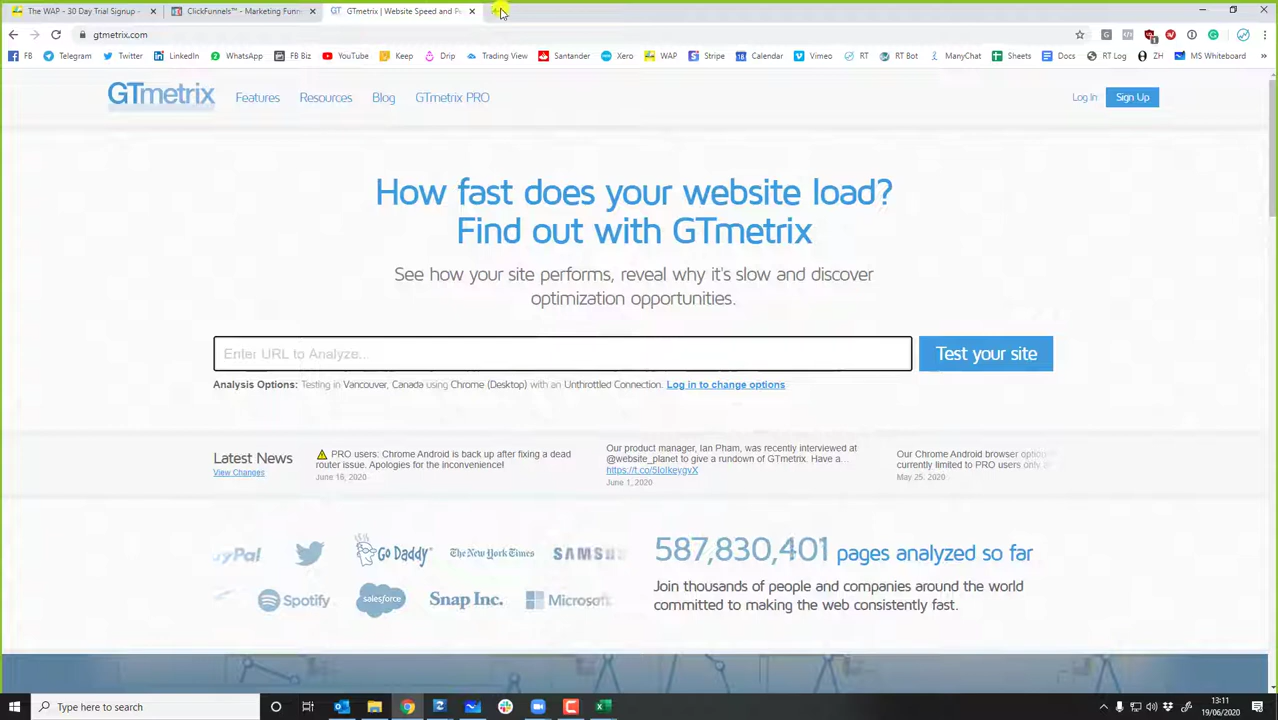 The WAP - 30 Day Trial Signup -
ClickFunnels™ - Marketing Funn
GTmetrix | Website Speed and P
gtmetrix.com
FB
Telegram
Twitter
LinkedIn
WhatsApp
FB Biz
YouTube
Keep
Drip
Trading View
Santander
Xero
WAP
Stripe
Calendar
Vimeo
RT
RT Bot
ManyChat
Sheets
Docs
RT Log
ZH
MS Whiteboard
GTmetrix
Features
Resources
Blog
GTmetrix PRO
Log In
Sign Up
How fast does your website load?
Find out with GTmetrix
See how your site performs, reveal why it's slow and discover
optimization opportunities.
Enter URL to Analyze...
Test your site
Analysis Options: Testing in Vancouver, Canada using Chrome (Desktop) with an Unthrottled Connection. Log in to change options
Latest News
View Changes
PRO users: Chrome Android is back up after fixing a dead
router issue. Apologies for the inconvenience!
June 16, 2020
Our product manager, Ian Pham, was recently interviewed at
@website_planet to give a rundown of GTmetrix. Have a...
https://t.co/5IoIkeygvX
June 1, 2020
Our Chrome Android browser option
currently limited to PRO users only a
May 25, 2020
yPal
GoDaddy
The New York Times
SAMSU
Spotify
salesforce
Snap Inc.
Microsoft
587,830,401 pages analyzed so far
Join thousands of people and companies around the world
committed to making the web consistently fast.
Type here to search
13:11
19/06/2020